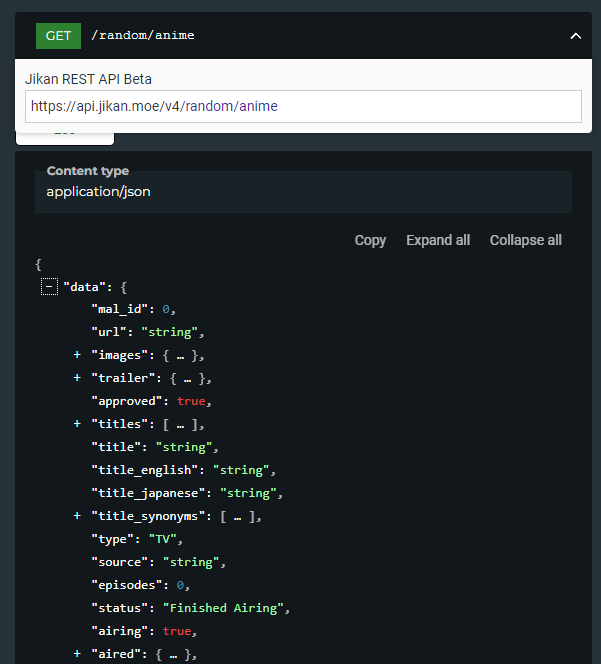 GET /random/anime
Jikan REST API Beta
https://api.jikan.moe/v4/random/anime
Content type
application/json
Copy Expand all Collapse all
{
− "data": {
"mal_id": 0,
"url": "string",
+ "images": { … },
+ "trailer": { … },
"approved": true,
+ "titles": [ … ],
"title": "string",
"title_english": "string",
"title_japanese": "string",
+ "title_synonyms": [ … ],
"type": "TV",
"source": "string",
"episodes": 0,
"status": "Finished Airing",
"airing": true,
+ "aired": { … },